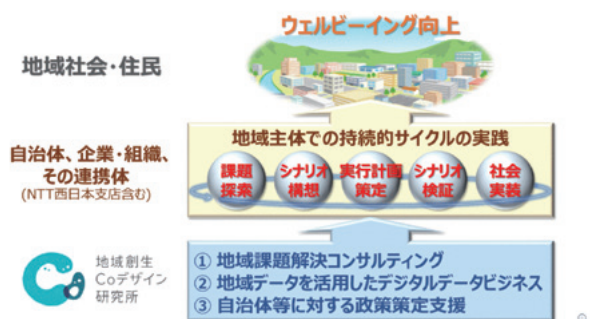 ウェルビーイング向上
地域社会・住民
地域主体での持続的サイクルの実践
自治体、企業・組織、
その連携体
(NTT西日本支店含む)
課題
探索
シナリオ
構想
実行計画
策定
シナリオ
検証
社会
実装
地域創生
Coデザイン
研究所
① 地域課題解決コンサルティング
② 地域データを活用したデジタルデータビジネス
③ 自治体等に対する政策策定支援